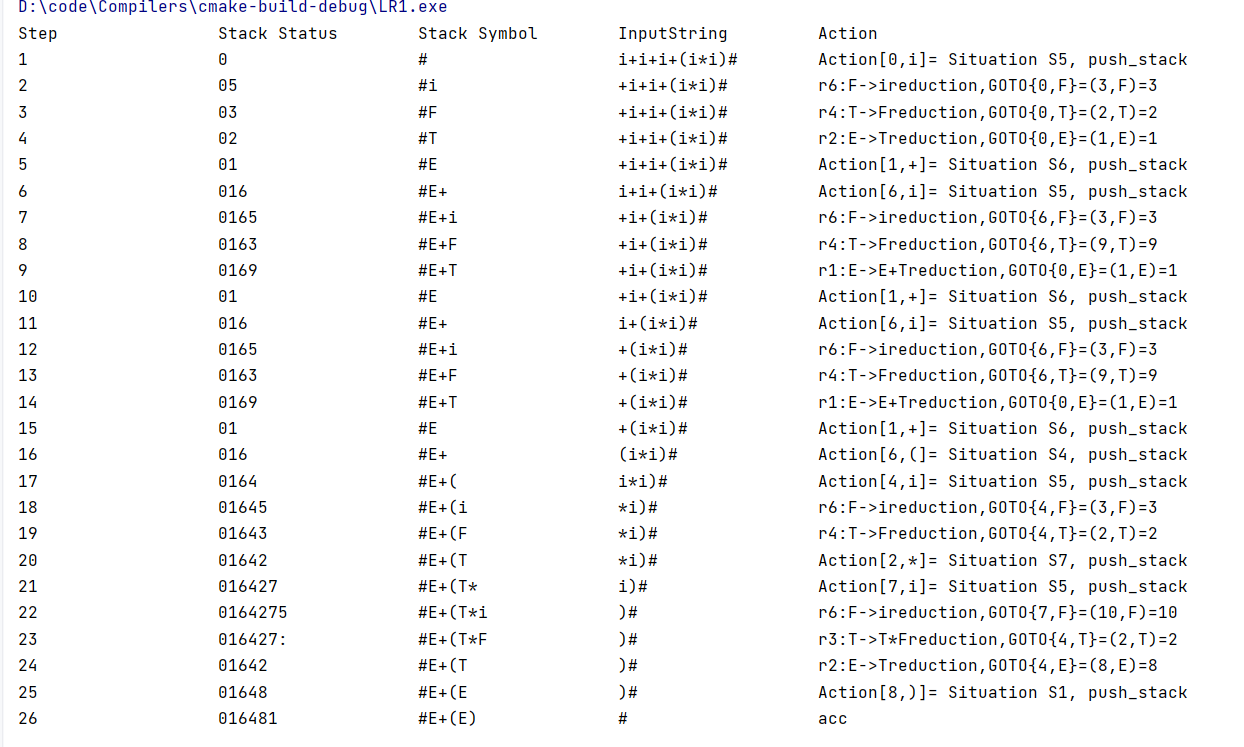 D:\code\Compilers\cmake-build-debug\LR1.exe
Step Stack Status Stack Symbol InputString Action
1 0 # i+i+i+(i*i)# Action[0,i]= Situation S5, push_stack
2 05 #i +i+i+(i*i)# r6:F->ireduction,GOTO{0,F}=(3,F)=3
3 03 #F +i+i+(i*i)# r4:T->Freduction,GOTO{0,T}=(2,T)=2
4 02 #T +i+i+(i*i)# r2:E->Treduction,GOTO{0,E}=(1,E)=1
5 01 #E +i+i+(i*i)# Action[1,+]= Situation S6, push_stack
6 016 #E+ i+i+(i*i)# Action[6,i]= Situation S5, push_stack
7 0165 #E+i +i+(i*i)# r6:F->ireduction,GOTO{6,F}=(3,F)=3
8 0163 #E+F +i+(i*i)# r4:T->Freduction,GOTO{6,T}=(9,T)=9
9 0169 #E+T +i+(i*i)# r1:E->E+Treduction,GOTO{0,E}=(1,E)=1
10 01 #E +i+(i*i)# Action[1,+]= Situation S6, push_stack
11 016 #E+ i+(i*i)# Action[6,i]= Situation S5, push_stack
12 0165 #E+i +(i*i)# r6:F->ireduction,GOTO{6,F}=(3,F)=3
13 0163 #E+F +(i*i)# r4:T->Freduction,GOTO{6,T}=(9,T)=9
14 0169 #E+T +(i*i)# r1:E->E+Treduction,GOTO{0,E}=(1,E)=1
15 01 #E +(i*i)# Action[1,+]= Situation S6, push_stack
16 016 #E+ (i*i)# Action[6,(]= Situation S4, push_stack
17 0164 #E+( i*i)# Action[4,i]= Situation S5, push_stack
18 01645 #E+(i *i)# r6:F->ireduction,GOTO{4,F}=(3,F)=3
19 01643 #E+(F *i)# r4:T->Freduction,GOTO{4,T}=(2,T)=2
20 01642 #E+(T *i)# Action[2,*]= Situation S7, push_stack
21 016427 #E+(T* i)# Action[7,i]= Situation S5, push_stack
22 0164275 #E+(T*i )# r6:F->ireduction,GOTO{7,F}=(10,F)=10
23 016427: #E+(T*F )# r3:T->T*Freduction,GOTO{4,T}=(2,T)=2
24 01642 #E+(T )# r2:E->Treduction,GOTO{4,E}=(8,E)=8
25 01648 #E+(E )# Action[8,)]= Situation S1, push_stack
26 016481 #E+(E) # acc